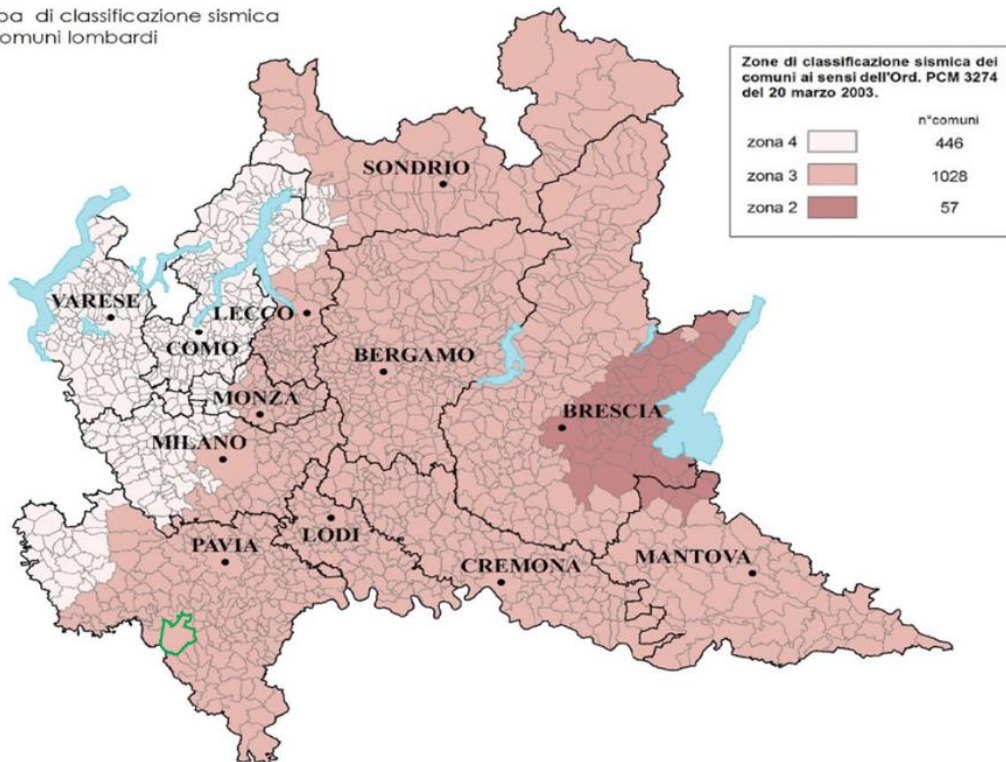 di classificazione sismica
comuni lombardi
Zone di classificazione sismica dei
comuni ai sensi dell'Ord. PCM 3274
del 20 marzo 2003.
n°comuni
zona 4 446
zona 3 1028
zona 2 57
SONDRIO
VARESE
LECCO
COMO
BERGAMO
MONZA
BRESCIA
MILANO
PAVIA
LODI
CREMONA
MANTOVA